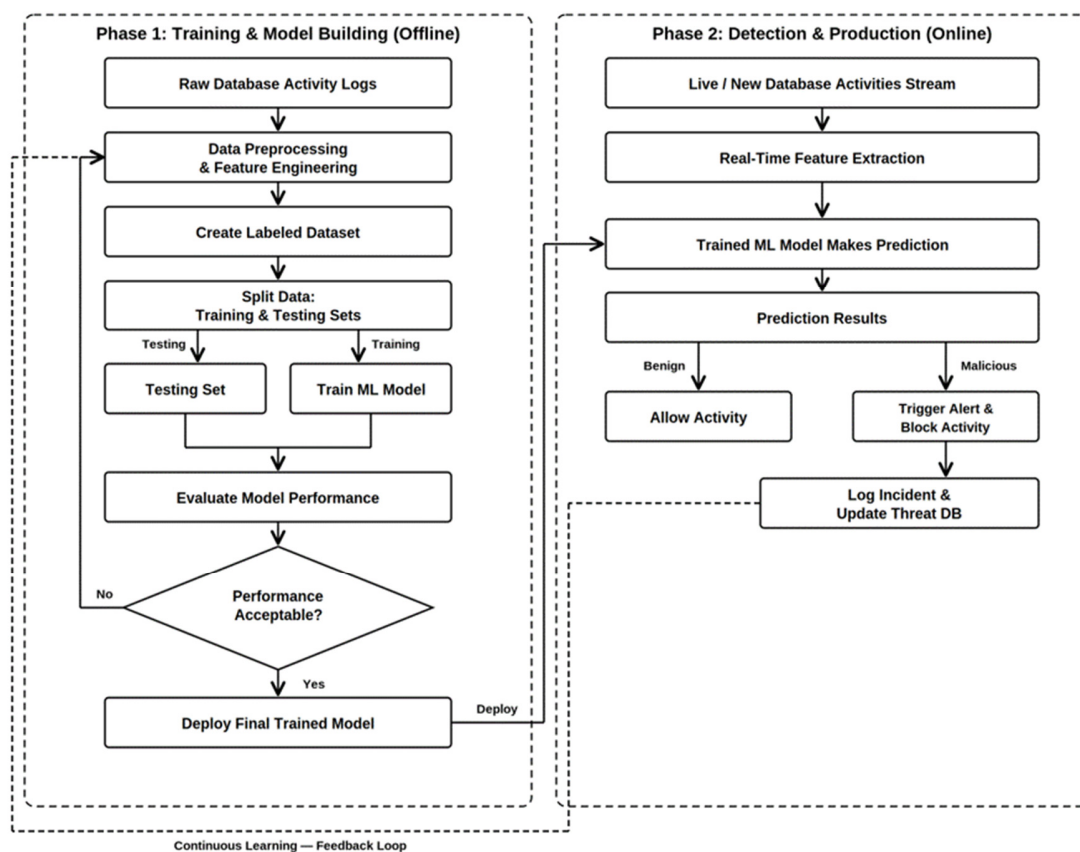 Phase 1: Training & Model Building (Offline)
Raw Database Activity Logs
Data Preprocessing
& Feature Engineering
Create Labeled Dataset
Split Data:
Training & Testing Sets
Testing
Training
Testing Set
Train ML Model
Evaluate Model Performance
Performance
Acceptable?
No
Yes
Deploy Final Trained Model
Deploy
Phase 2: Detection & Production (Online)
Live / New Database Activities Stream
Real-Time Feature Extraction
Trained ML Model Makes Prediction
Prediction Results
Benign
Malicious
Allow Activity
Trigger Alert &
Block Activity
Log Incident &
Update Threat DB
Continuous Learning — Feedback Loop